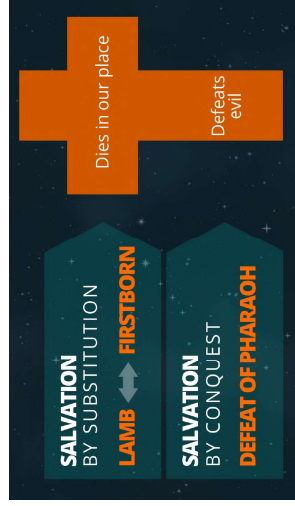 SALVATION
BY SUBSTITUTION
LAMB FIRSTBORN
Dies in our place
SALVATION
BY CONQUEST
DEFEAT OF PHARAOH
Defeats
evil